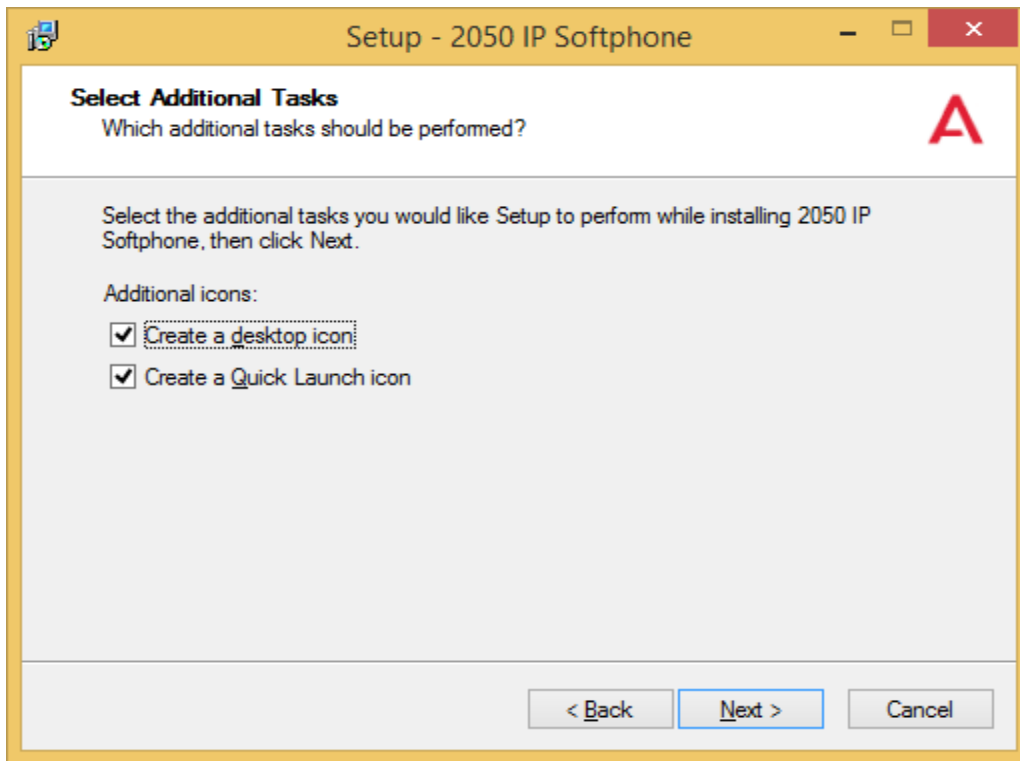 Setup - 2050 IP Softphone
Select Additional Tasks
Which additional tasks should be performed?
Select the additional tasks you would like Setup to perform while installing 2050 IP
Softphone, then click Next.
Additional icons:
Create a desktop icon
Create a Quick Launch icon
< Back Next > Cancel